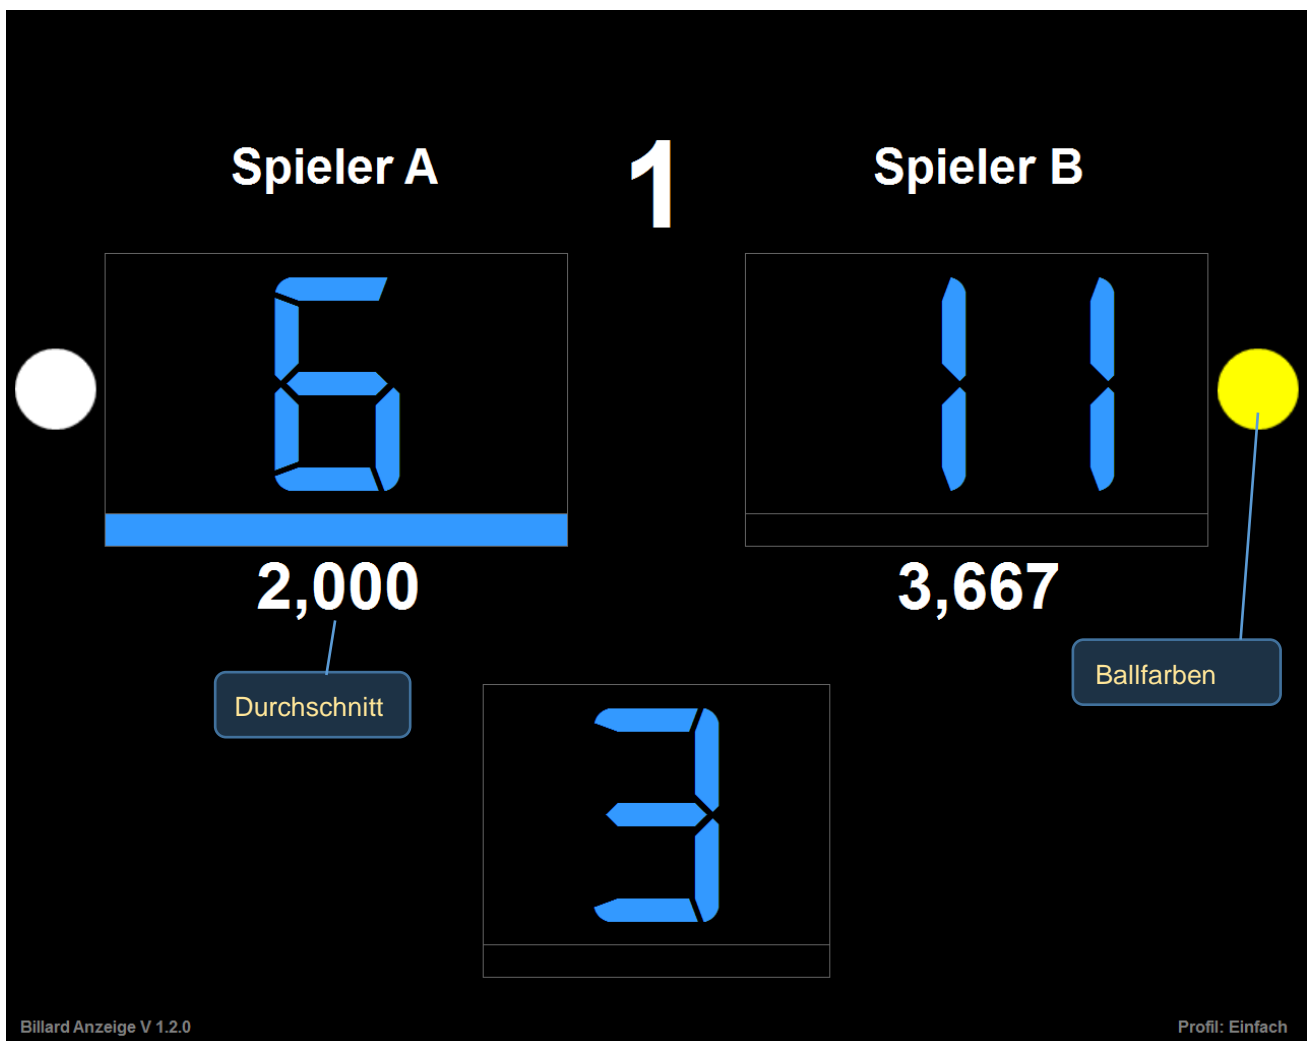 Spieler A
1
Spieler B
6
11
2,000
3,667
Durchschnitt
Ballfarben
3
Billard Anzeige V 1.2.0
Profil: Einfach